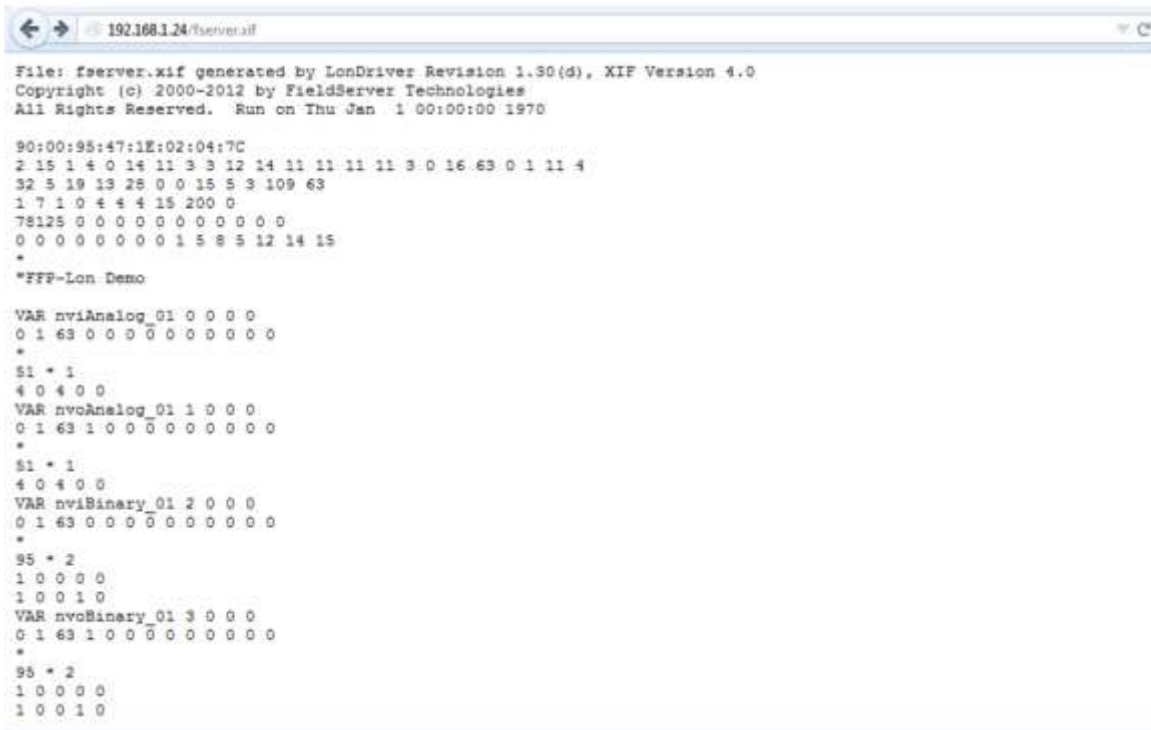 192.168.1.24/fserver.xif
File: fserver.xif generated by LonDriver Revision 1.30(d), XIF Version 4.0
Copyright (c) 2000-2012 by FieldServer Technologies
All Rights Reserved.  Run on Thu Jan  1 00:00:00 1970
90:00:95:47:1E:02:04:7C
2 15 1 4 0 14 11 3 3 12 14 11 11 11 11 3 0 16 63 0 1 11 4
32 5 19 13 28 0 0 15 5 3 109 63
1 7 1 0 4 4 4 15 200 0
78125 0 0 0 0 0 0 0 0 0 0 0
0 0 0 0 0 0 0 0 1 5 8 5 12 14 15
*
"FFP-Lon Demo
VAR nviAnalog_01 0 0 0 0
0 1 63 0 0 0 0 0 0 0 0 0 0
*
51 * 1
4 0 4 0 0
VAR nvoAnalog_01 1 0 0 0
0 1 63 1 0 0 0 0 0 0 0 0 0
*
51 * 1
4 0 4 0 0
VAR nviBinary_01 2 0 0 0
0 1 63 0 0 0 0 0 0 0 0 0 0
*
95 * 2
1 0 0 0 0
1 0 0 1 0
VAR nvoBinary_01 3 0 0 0
0 1 63 1 0 0 0 0 0 0 0 0 0
*
95 * 2
1 0 0 0 0
1 0 0 1 0